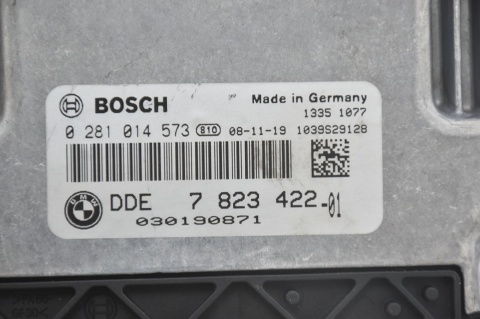 BOSCH Made in Germany
1335 1077
0 281 014 573 810 08-11-19 1039S29128
BMW DDE 7 823 422-01
030190871